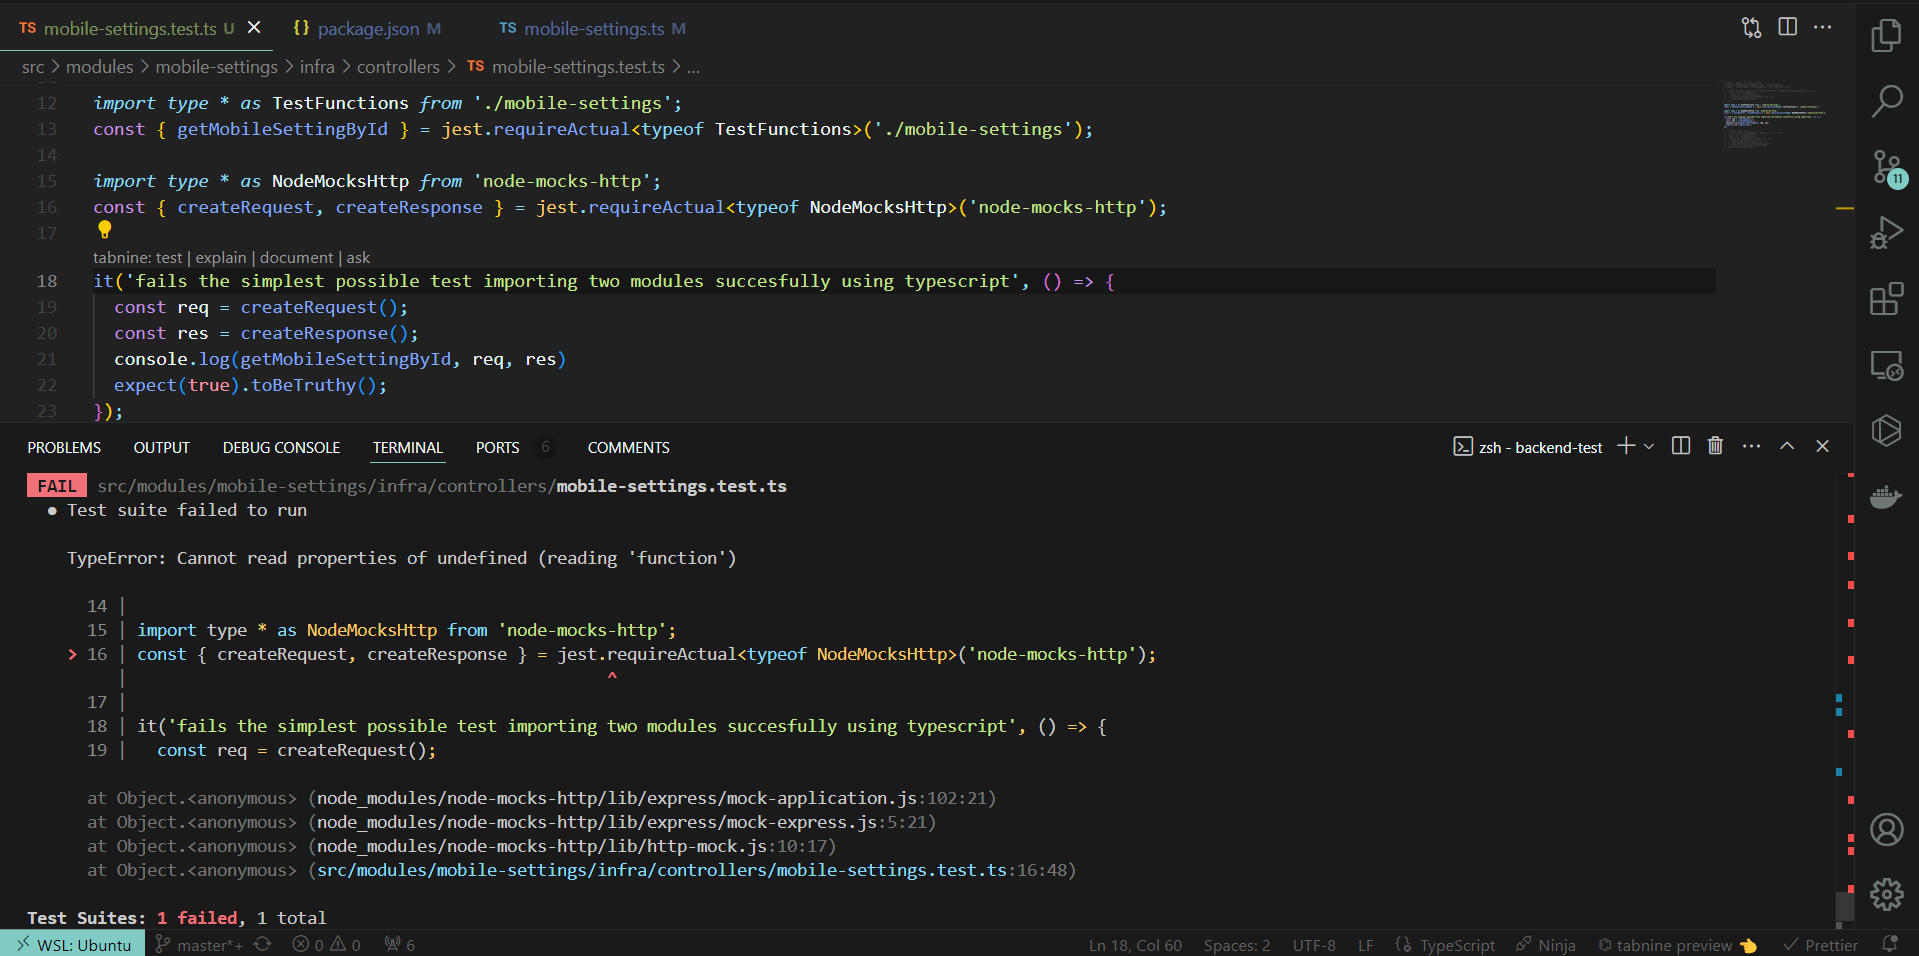 TS mobile-settings.test.ts U
{} package.json M
TS mobile-settings.ts M
src > modules > mobile-settings > infra > controllers > TS mobile-settings.test.ts > ...
12 import type * as TestFunctions from './mobile-settings';
13 const { getMobileSettingById } = jest.requireActual<typeof TestFunctions>('./mobile-settings');
14
15 import type * as NodeMocksHttp from 'node-mocks-http';
16 const { createRequest, createResponse } = jest.requireActual<typeof NodeMocksHttp>('node-mocks-http');
17
tabnine: test | explain | document | ask
18 it('fails the simplest possible test importing two modules succesfully using typescript', () => {
19 const req = createRequest();
20 const res = createResponse();
21 console.log(getMobileSettingById, req, res)
22 expect(true).toBeTruthy();
23 });
11
PROBLEMS OUTPUT DEBUG CONSOLE TERMINAL PORTS 6 COMMENTS
zsh - backend-test
FAIL src/modules/mobile-settings/infra/controllers/mobile-settings.test.ts
● Test suite failed to run
TypeError: Cannot read properties of undefined (reading 'function')
14 |
15 | import type * as NodeMocksHttp from 'node-mocks-http';
> 16 | const { createRequest, createResponse } = jest.requireActual<typeof NodeMocksHttp>('node-mocks-http');
| ^
17 |
18 | it('fails the simplest possible test importing two modules succesfully using typescript', () => {
19 | const req = createRequest();
at Object.<anonymous> (node_modules/node-mocks-http/lib/express/mock-application.js:102:21)
at Object.<anonymous> (node_modules/node-mocks-http/lib/express/mock-express.js:5:21)
at Object.<anonymous> (node_modules/node-mocks-http/lib/http-mock.js:10:17)
at Object.<anonymous> (src/modules/mobile-settings/infra/controllers/mobile-settings.test.ts:16:48)
Test Suites: 1 failed, 1 total
WSL: Ubuntu master*+ 0 0 6 Ln 18, Col 60 Spaces: 2 UTF-8 LF TypeScript Ninja tabnine preview Prettier